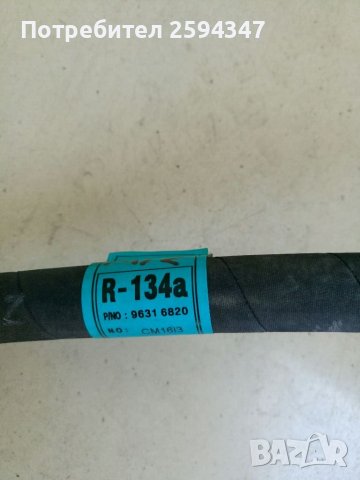 Потребител 2594347
R-134a
P/NO : 9631 6820
N.O :
BAZAR